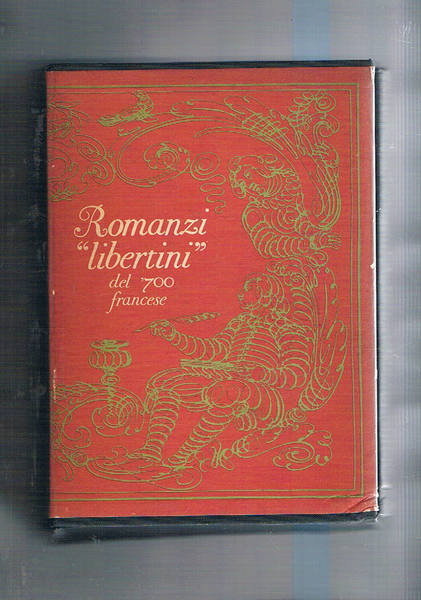 Romanzi
“libertini”
del ’700
francese